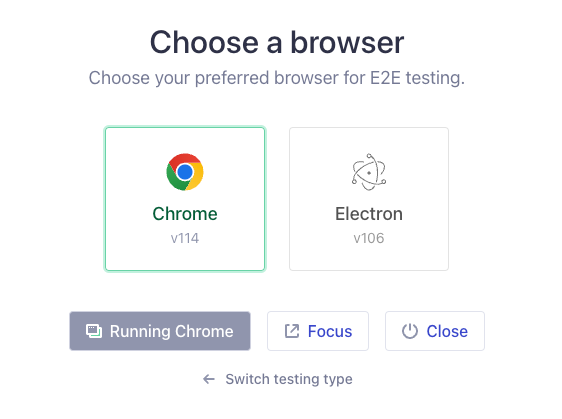 Choose a browser
Choose your preferred browser for E2E testing.
Chrome
v114
Electron
v106
Running Chrome
Focus
Close
Switch testing type